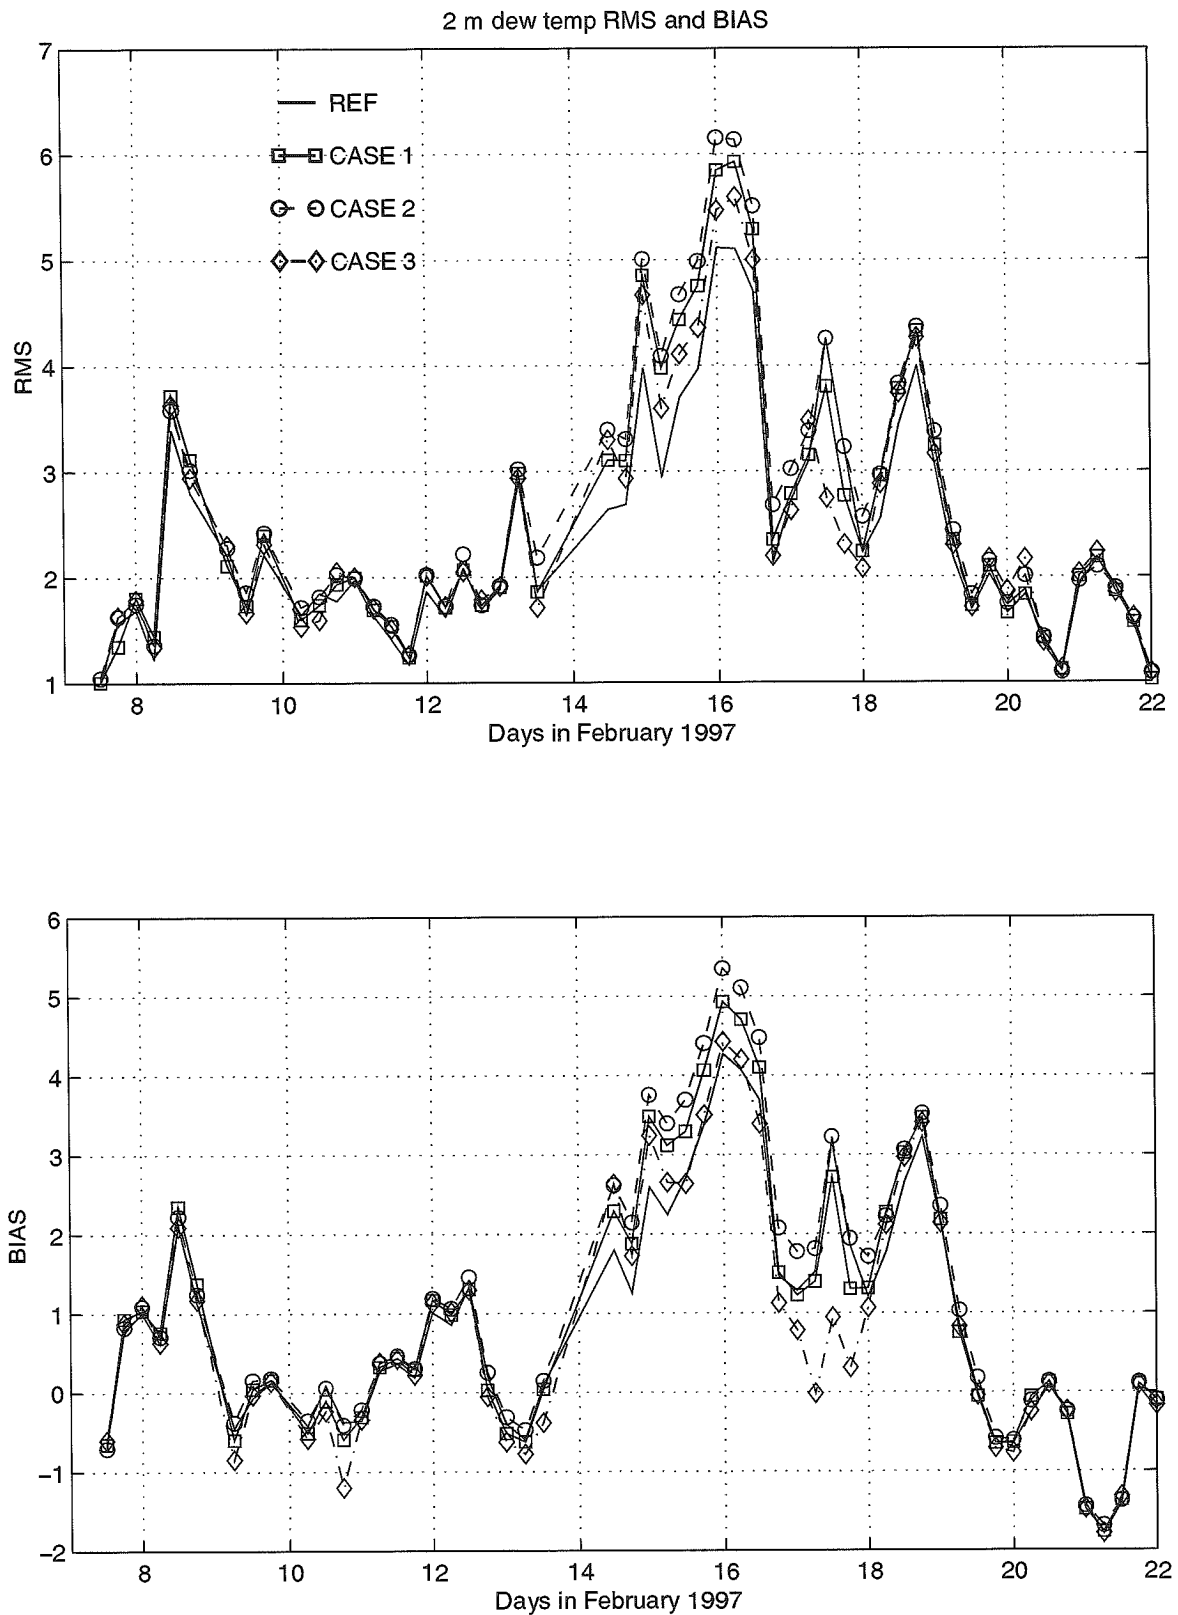 2 m dew temp RMS and BIAS
7
6
5
4
3
2
1
RMS
REF
CASE 1
CASE 2
CASE 3
8 10 12 14 16 18 20 22
Days in February 1997
6
5
4
3
2
1
0
−1
−2
BIAS
8 10 12 14 16 18 20 22
Days in February 1997